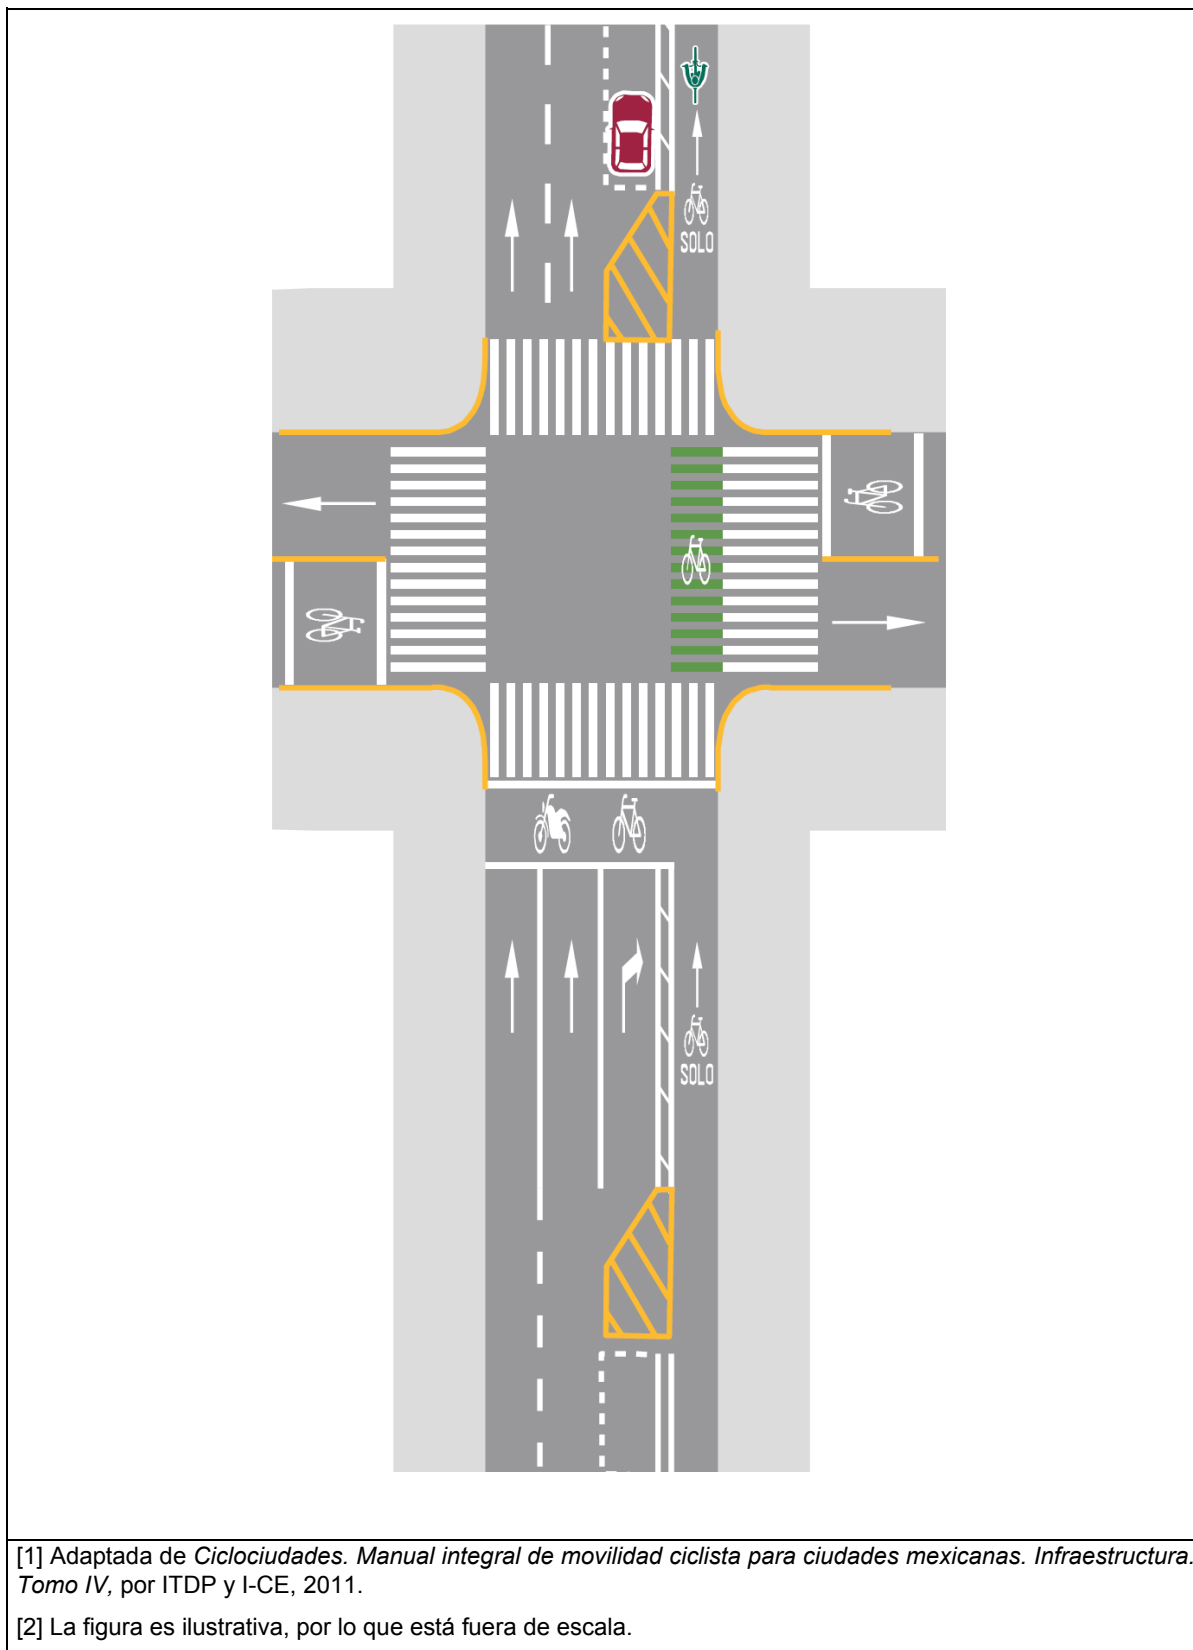 SOLO
SOLO
[1] Adaptada de Ciclociudades. Manual integral de movilidad ciclista para ciudades mexicanas. Infraestructura.
Tomo IV, por ITDP y I-CE, 2011.
[2] La figura es ilustrativa, por lo que está fuera de escala.